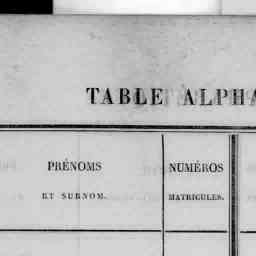 TABLE ALPHA
PRÉNOMS
ET SURNOM.
NUMÉROS
MATRICULES.